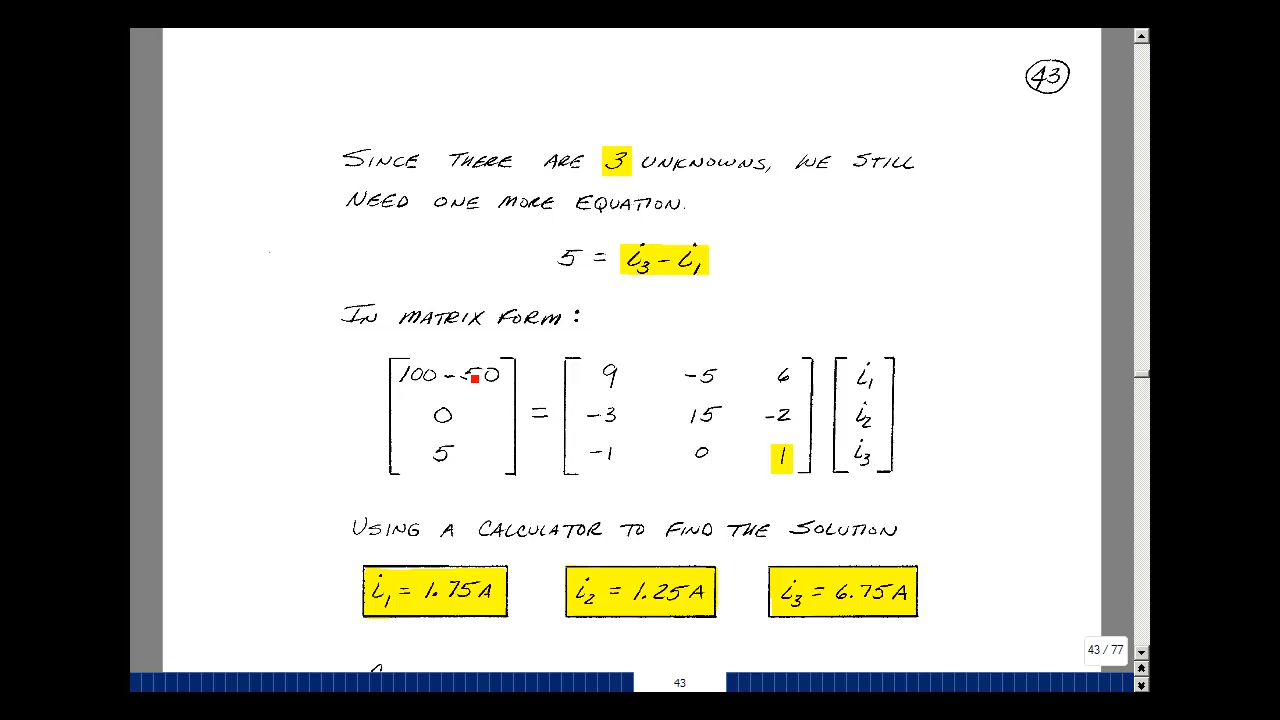 43
SINCE THERE ARE 3 UNKNOWNS, WE STILL
NEED ONE MORE EQUATION.
5 = i₃ - i₁
IN MATRIX FORM:
[100 - 50] = [9 -5 6] [i₁]
[0] [-3 15 -2] [i₂]
[5] [-1 0 1] [i₃]
USING A CALCULATOR TO FIND THE SOLUTION
i₁ = 1.75A i₂ = 1.25A i₃ = 6.75A
43 / 77
43